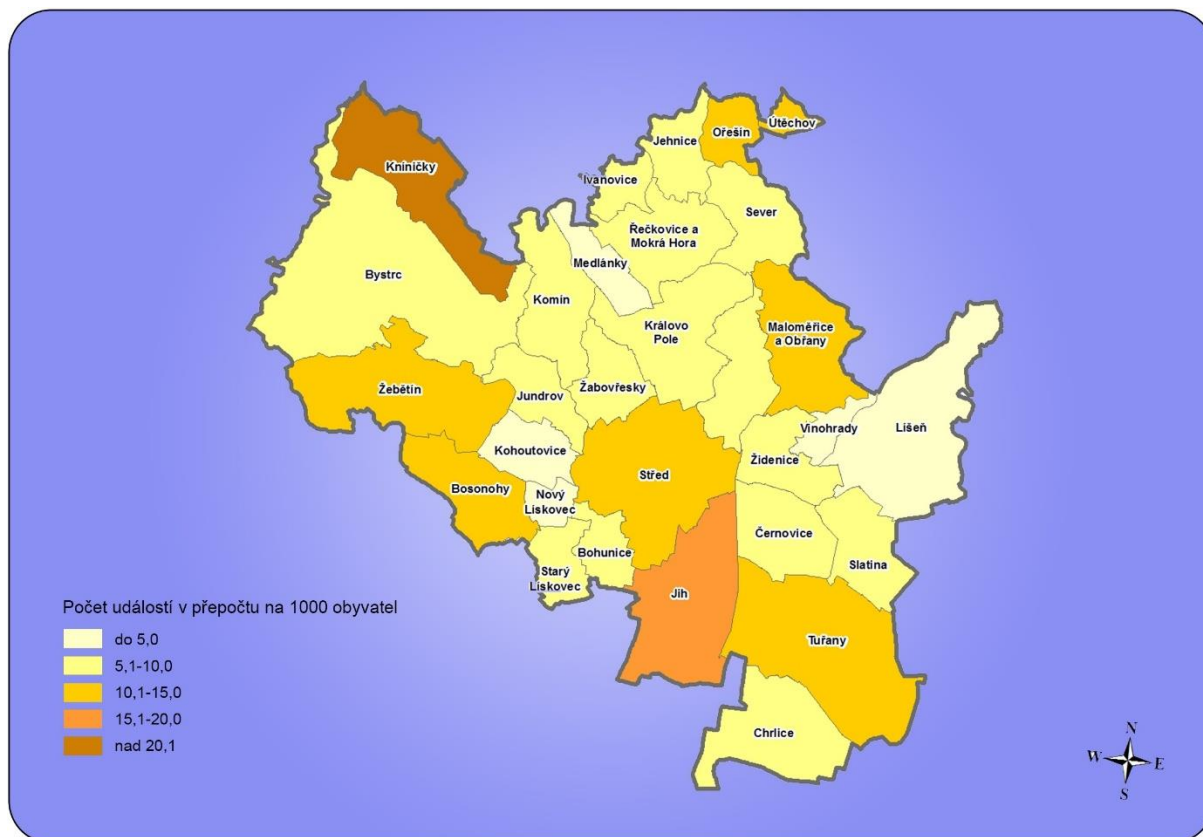 Útěchov
Ořešín
Jehnice
Kníničky
Ivanovice
Sever
Řečkovice a
Mokrá Hora
Medlánky
Bystrc
Komín
Královo
Pole
Maloměřice
a Obřany
Žebětín
Žabovřesky
Jundrov
Vinohrady
Líšeň
Kohoutovice
Židenice
Střed
Bosonohy
Nový
Lískovec
Černovice
Bohunice
Slatina
Starý
Lískovec
Jih
Tuřany
Chrlice
Počet událostí v přepočtu na 1000 obyvatel
do 5,0
5,1-10,0
10,1-15,0
15,1-20,0
nad 20,1
N
W
E
S